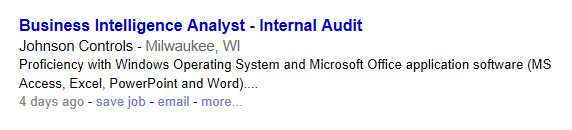 Business Intelligence Analyst - Internal Audit
Johnson Controls - Milwaukee, WI
Proficiency with Windows Operating System and Microsoft Office application software (MS
Access, Excel, PowerPoint and Word)....
4 days ago - save job - email - more...